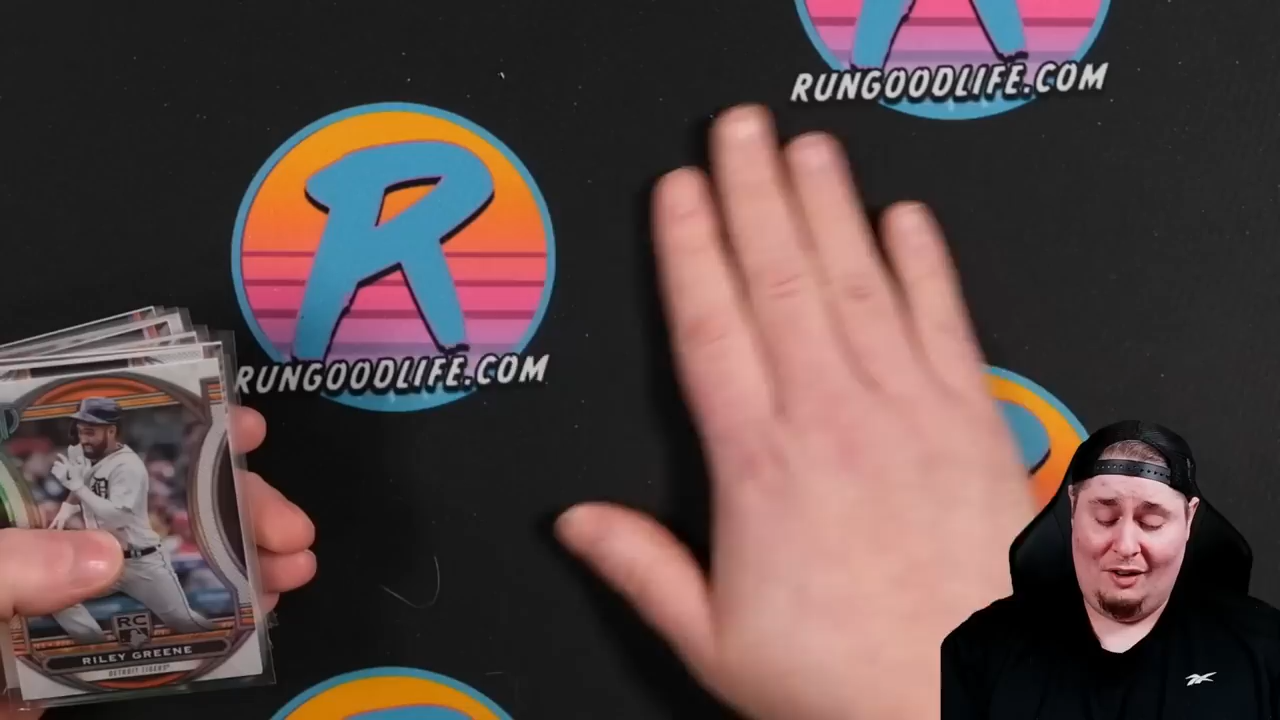 RUNGOODLIFE.COM
R
RUNGOODLIFE.COM
RC
RILEY GREENE
DETROIT TIGERS